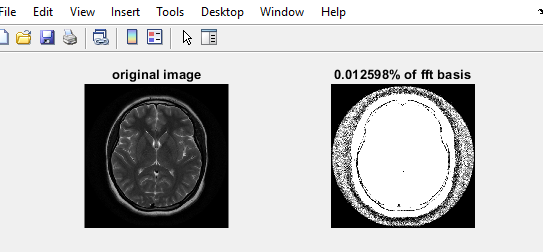 File Edit View Insert Tools Desktop Window Help
original image
0.012598% of fft basis